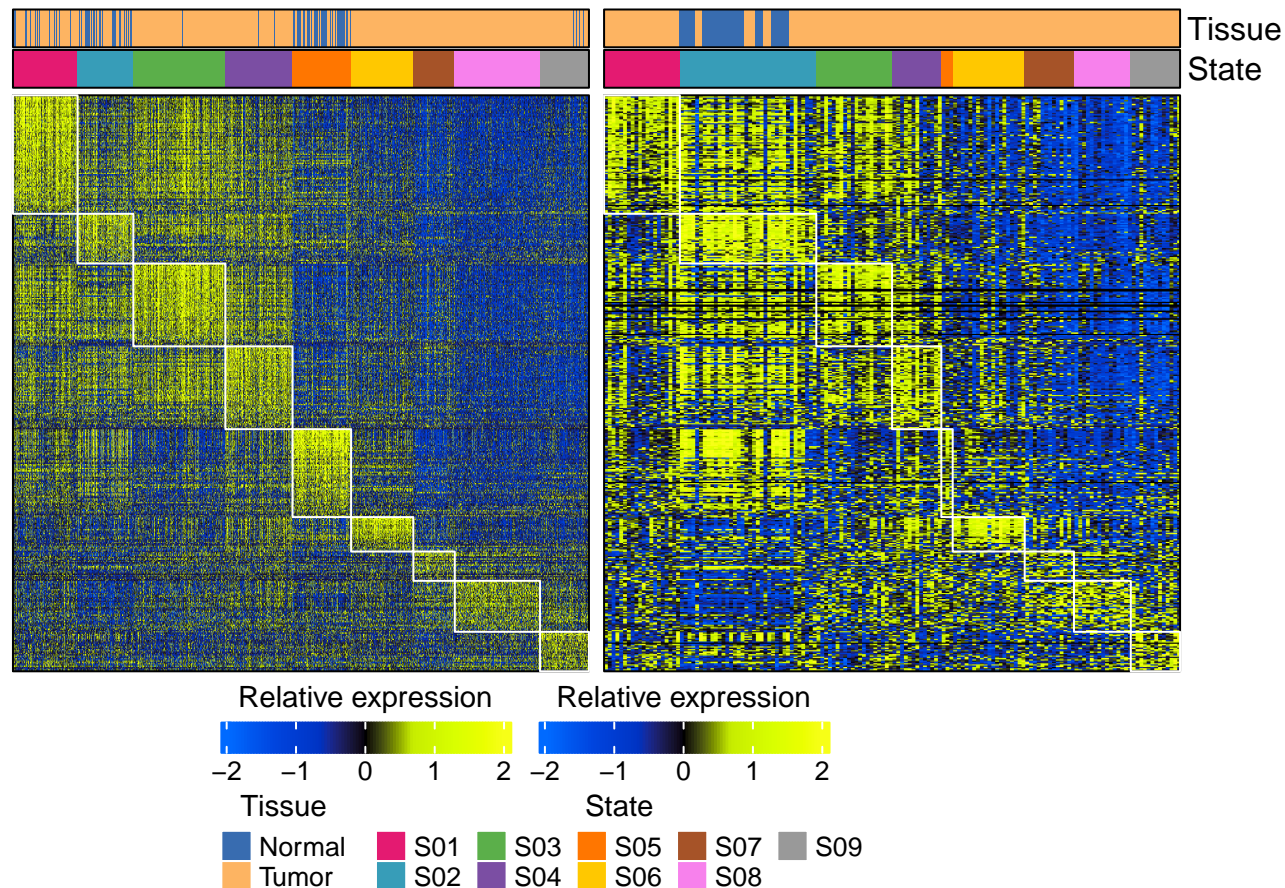 Tissue
State
Relative expression Relative expression
−2 −1 0 1 2 −2 −1 0 1 2
Tissue State
Normal S01 S03 S05 S07 S09
Tumor S02 S04 S06 S08